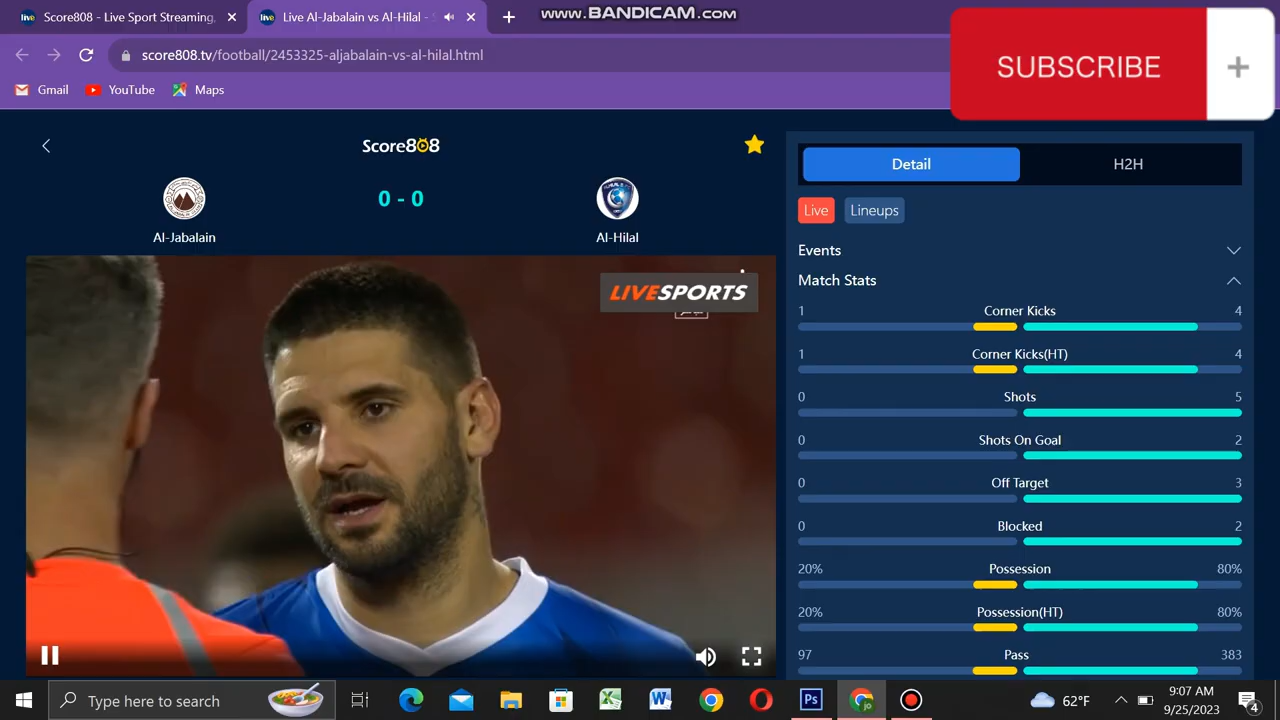 www.BANDICAM.com
Score808 - Live Sport Streaming,
Live Al-Jabalain vs Al-Hilal -
score808.tv/football/2453325-aljabalain-vs-al-hilal.html
SUBSCRIBE +
Gmail YouTube Maps
Score808
0 - 0
Al-Jabalain Al-Hilal
LIVESPORTS
Detail H2H
Live Lineups
Events
Match Stats
1 Corner Kicks 4
1 Corner Kicks(HT) 4
0 Shots 5
0 Shots On Goal 2
0 Off Target 3
0 Blocked 2
20% Possession 80%
20% Possession(HT) 80%
97 Pass 383
Type here to search
62°F
9:07 AM
9/25/2023
4